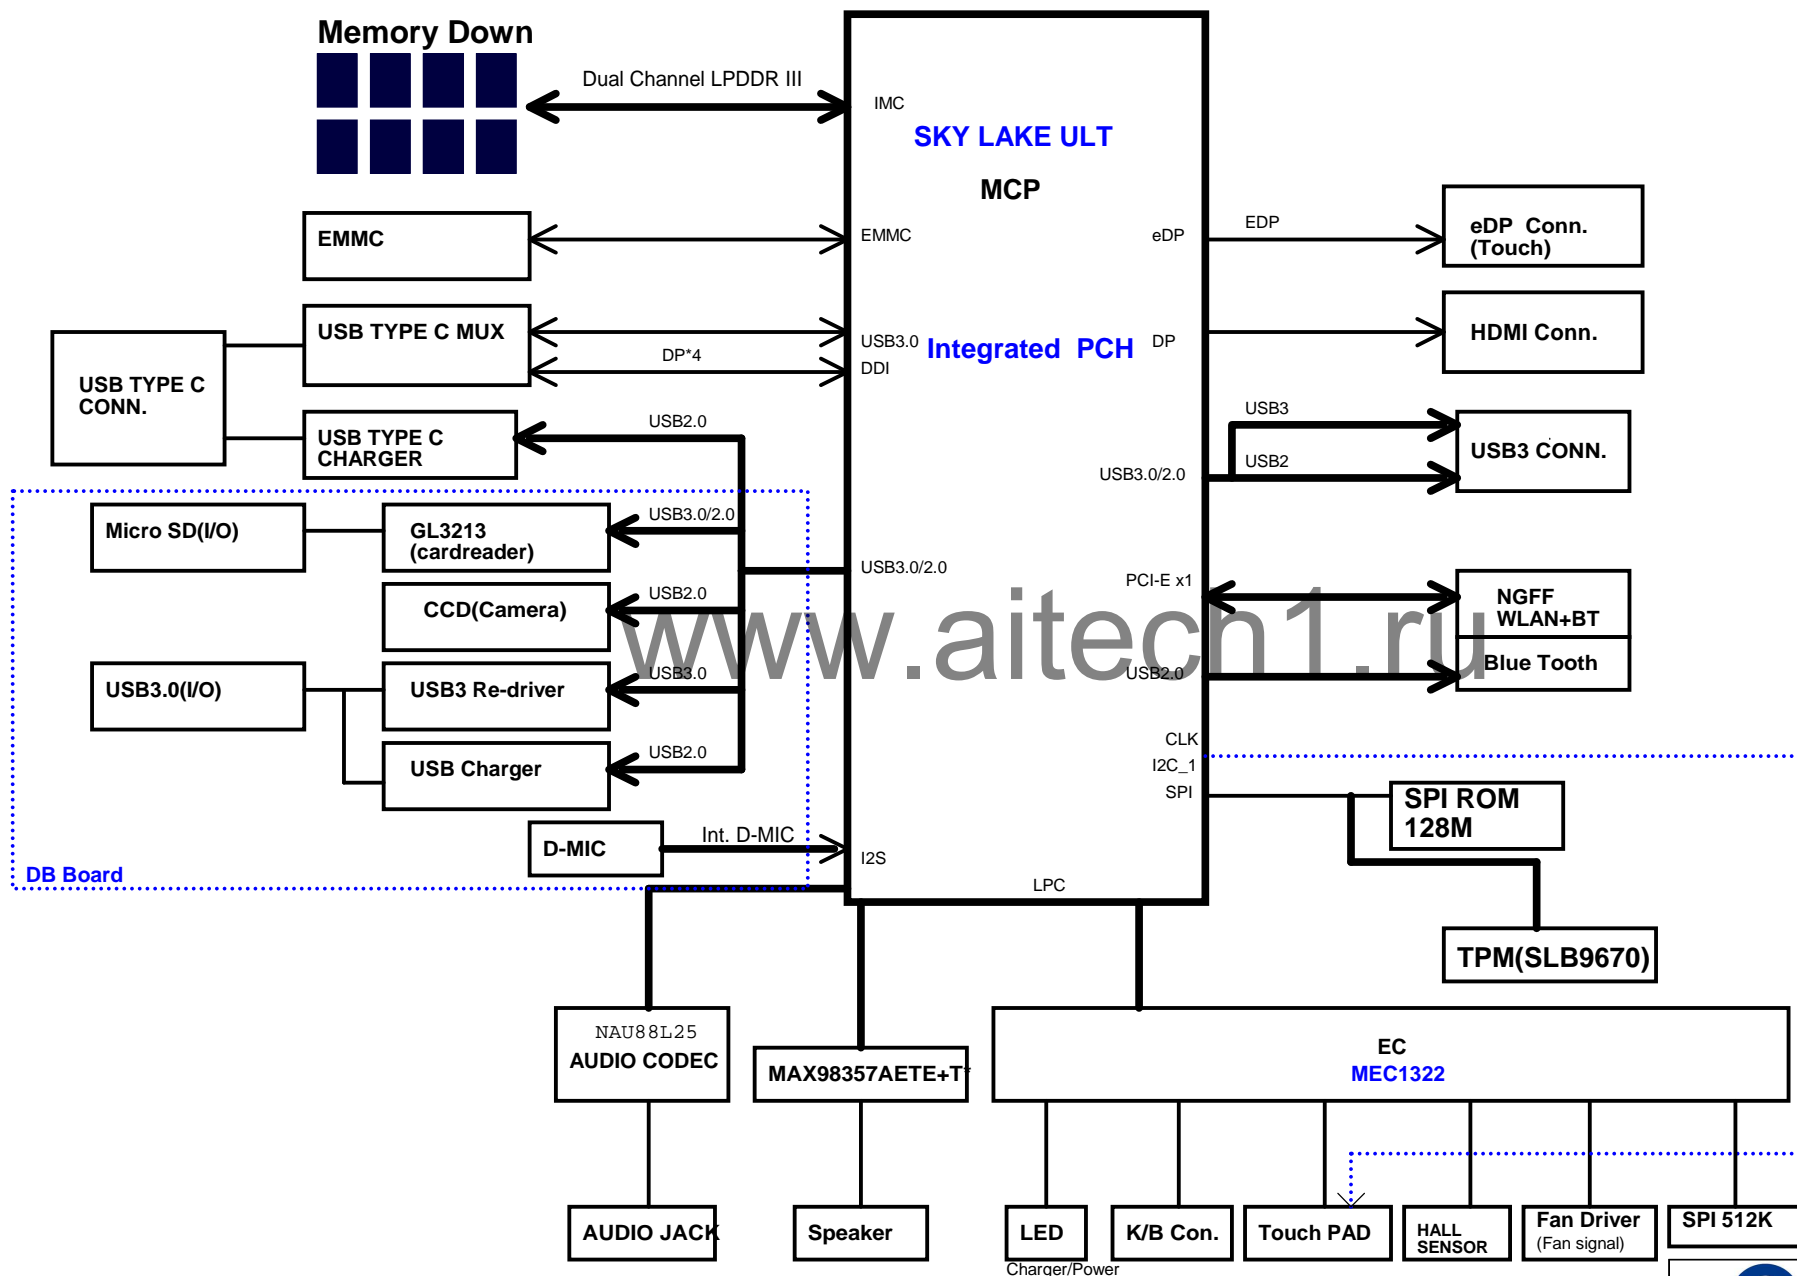 Memory Down
Dual Channel LPDDR III
IMC
SKY LAKE ULT
MCP
EMMC
EMMC
eDP
EDP
eDP Conn.
(Touch)
USB TYPE C MUX
USB3.0
DP*4
DDI
Integrated PCH
DP
HDMI Conn.
USB TYPE C
CONN.
USB TYPE C
CHARGER
USB2.0
USB3
USB2
USB3.0/2.0
USB3 CONN.
Micro SD(I/O)
GL3213
(cardreader)
USB3.0/2.0
USB3.0/2.0
CCD(Camera)
USB2.0
PCI-E x1
NGFF
WLAN+BT
Blue Tooth
www.aitech1.ru
USB3.0(I/O)
USB3 Re-driver
USB3.0
USB2.0
USB Charger
USB2.0
CLK
I2C_1
SPI
SPI ROM
128M
D-MIC
Int. D-MIC
I2S
DB Board
LPC
TPM(SLB9670)
NAU88L25
AUDIO CODEC
MAX98357AETE+T*
EC
MEC1322
AUDIO JACK
Speaker
LED
K/B Con.
Touch PAD
HALL
SENSOR
Fan Driver
(Fan signal)
SPI 512K
Charger/Power